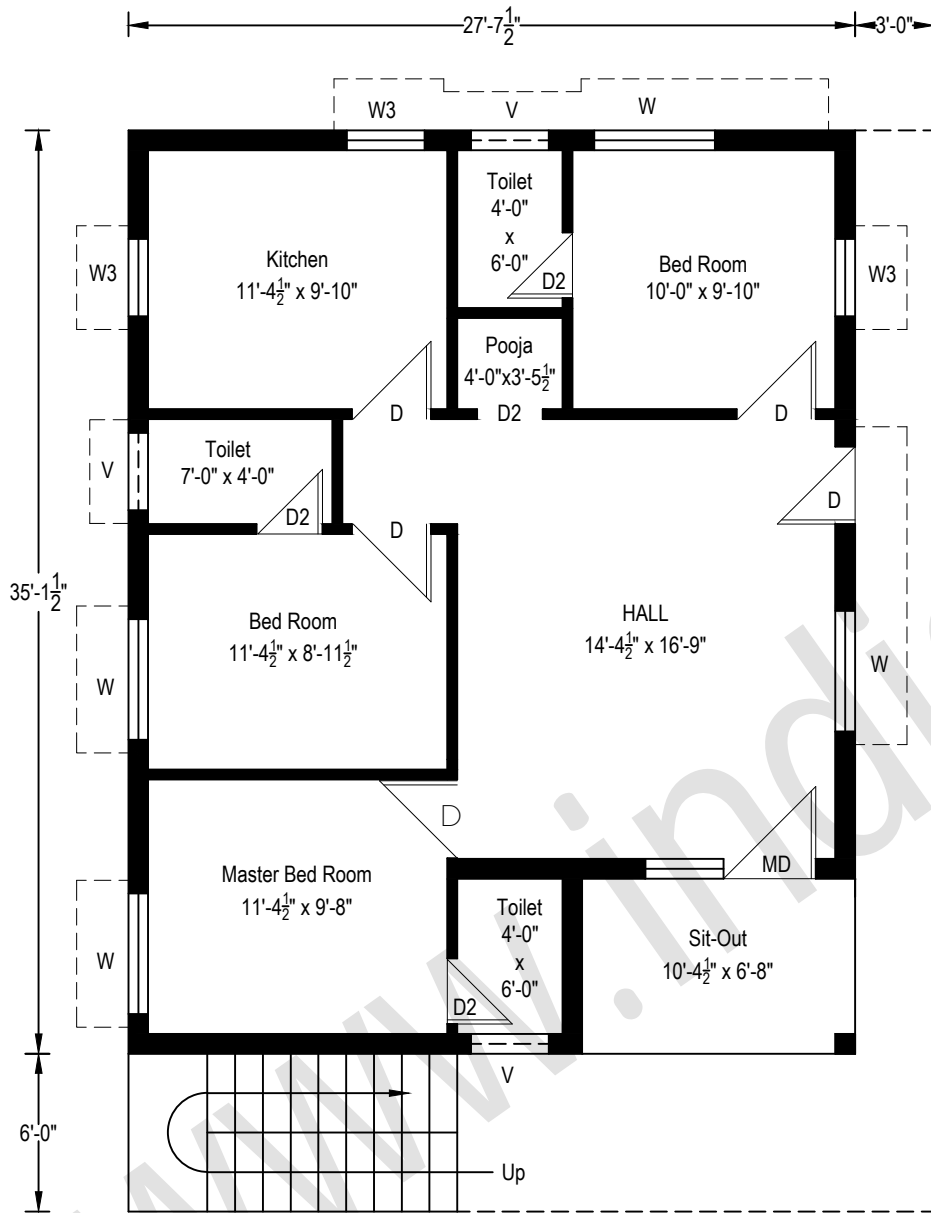 27'-7½"
3'-0"
W3
V
W
Toilet
4'-0"
x
6'-0"
D2
Kitchen
11'-4½" x 9'-10"
Bed Room
10'-0" x 9'-10"
W3
W3
Pooja
4'-0"x3'-5½"
D
D2
D
Toilet
7'-0" x 4'-0"
V
D2
D
D
35'-1½"
Bed Room
11'-4½" x 8'-11½"
HALL
14'-4½" x 16'-9"
W
W
D
MD
Master Bed Room
11'-4½" x 9'-8"
W
Toilet
4'-0"
x
6'-0"
D2
Sit-Out
10'-4½" x 6'-8"
V
6'-0"
Up
www.indi